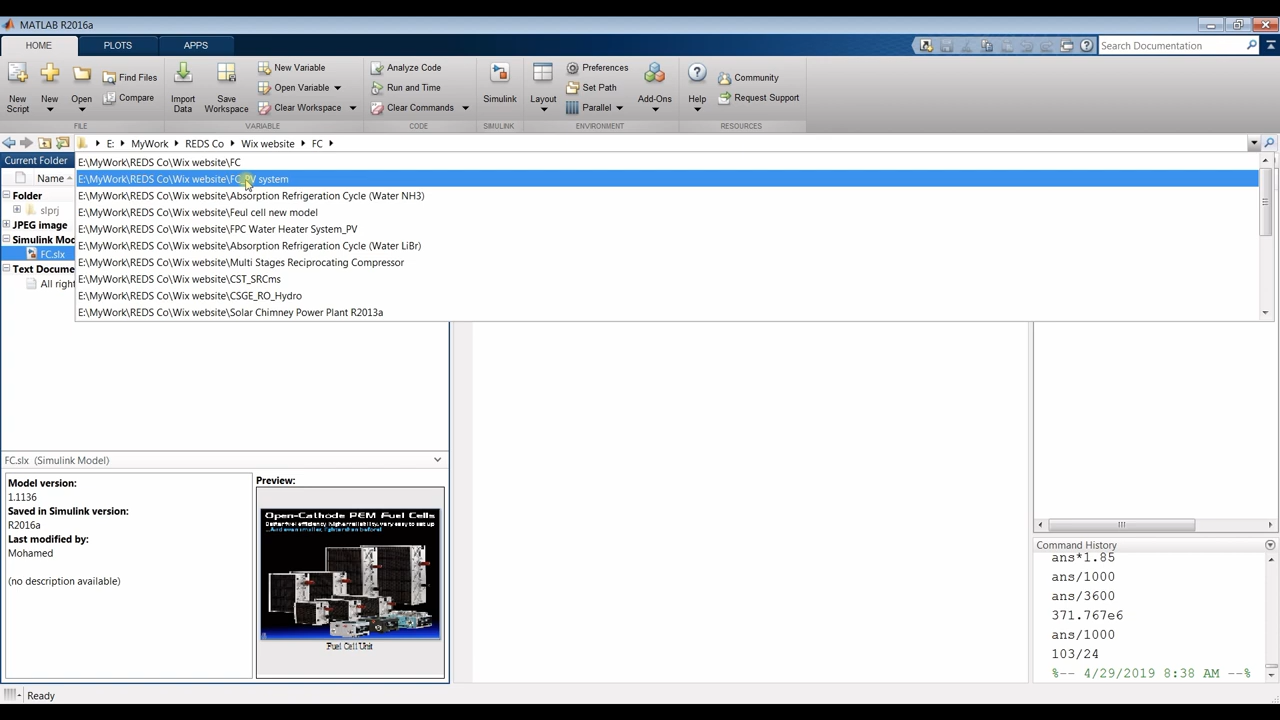 MATLAB R2016a
HOME
PLOTS
APPS
Search Documentation
New Script
New
Open
Find Files
Compare
Import Data
Save Workspace
New Variable
Open Variable
Clear Workspace
Analyze Code
Run and Time
Clear Commands
Simulink
Layout
Preferences
Set Path
Parallel
Add-Ons
Help
Community
Request Support
FILE
VARIABLE
CODE
SIMULINK
ENVIRONMENT
RESOURCES
E: MyWork REDS Co Wix website FC
Current Folder
Name
Folder
slprj
JPEG image
Simulink Mod
FC.slx
Text Docume
All right
E:\MyWork\REDS Co\Wix website\FC
E:\MyWork\REDS Co\Wix website\FC_PV system
E:\MyWork\REDS Co\Wix website\Absorption Refrigeration Cycle (Water NH3)
E:\MyWork\REDS Co\Wix website\Feul cell new model
E:\MyWork\REDS Co\Wix website\FPC Water Heater System_PV
E:\MyWork\REDS Co\Wix website\Absorption Refrigeration Cycle (Water LiBr)
E:\MyWork\REDS Co\Wix website\Multi Stages Reciprocating Compressor
E:\MyWork\REDS Co\Wix website\CST_SRCms
E:\MyWork\REDS Co\Wix website\CSGE_RO_Hydro
E:\MyWork\REDS Co\Wix website\Solar Chimney Power Plant R2013a
FC.slx (Simulink Model)
Model version:
1.1136
Saved in Simulink version:
R2016a
Last modified by:
Mohamed
(no description available)
Preview:
Open-Cathode PEM Fuel Cells
Fuel Cell Unit
Command History
ans*1.85
ans/1000
ans/3600
371.767e6
ans/1000
103/24
%-- 4/29/2019 8:38 AM --%
Ready